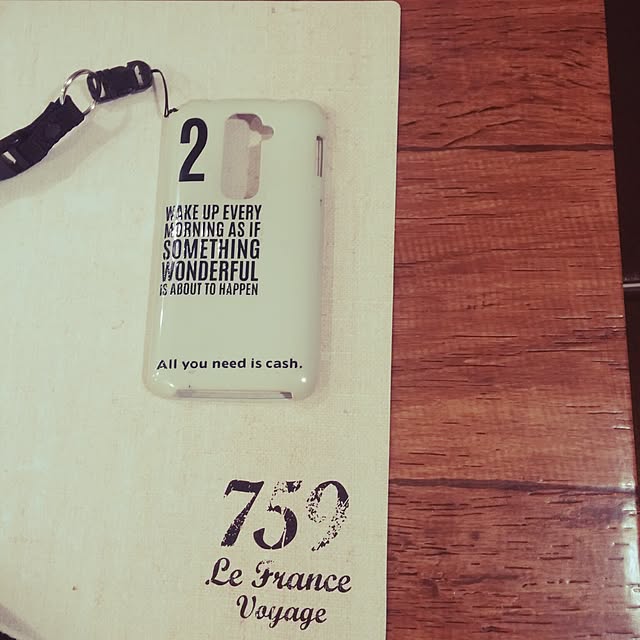 2
WAKE UP EVERY
MORNING AS IF
SOMETHING
WONDERFUL
IS ABOUT TO HAPPEN
All you need is cash.
759
Le France
Voyage